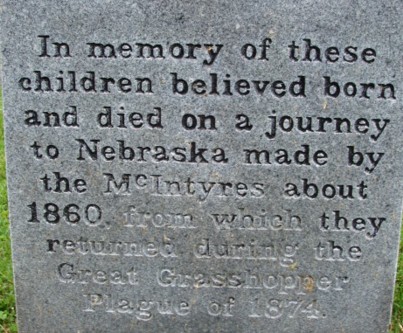 In memory of these
children believed born
and died on a journey
to Nebraska made by
the McIntyres about
1860, from which they
returned during the
Great Grasshopper
Plague of 1874.